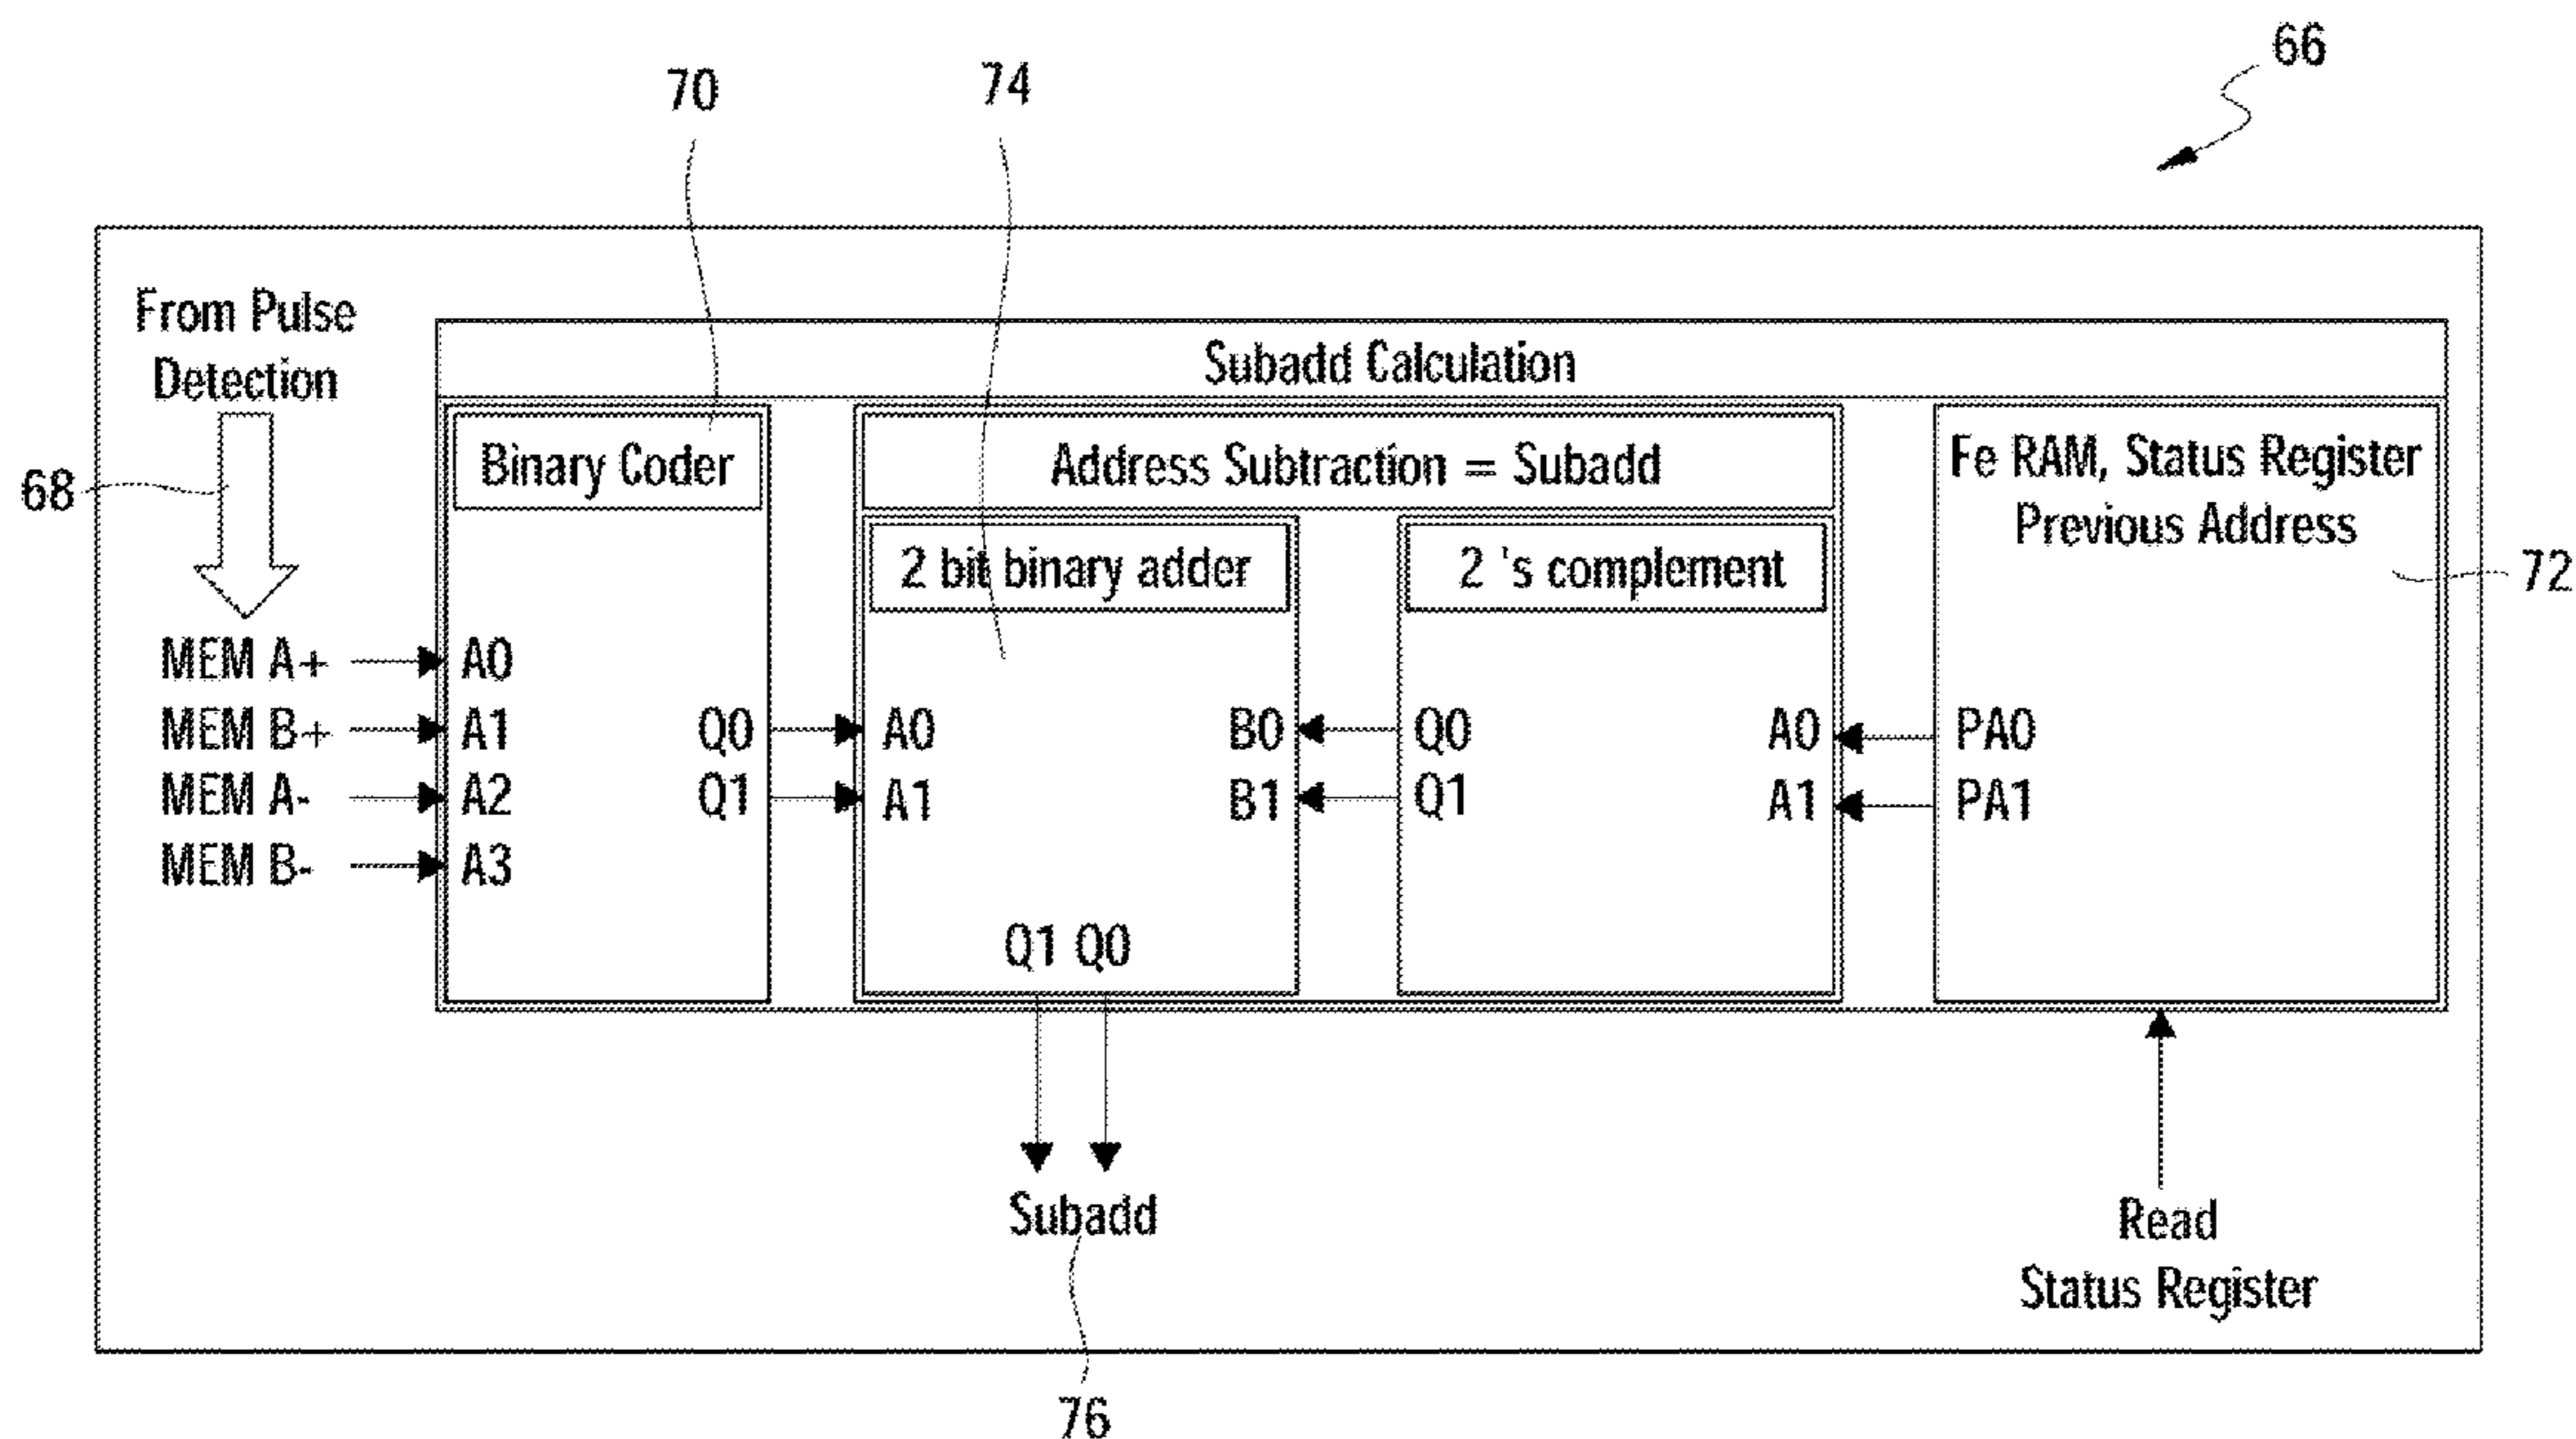 66
70
74
From Pulse
Detection
68
Subadd Calculation
Binary Coder
Address Subtraction = Subadd
Fe RAM, Status Register
Previous Address
2 bit binary adder
2 's complement
72
MEM A+
A0
MEM B+
A1
Q0
A0
B0
Q0
A0
PA0
MEM A-
A2
Q1
A1
B1
Q1
A1
PA1
MEM B-
A3
Q1 Q0
Subadd
Read
Status Register
76